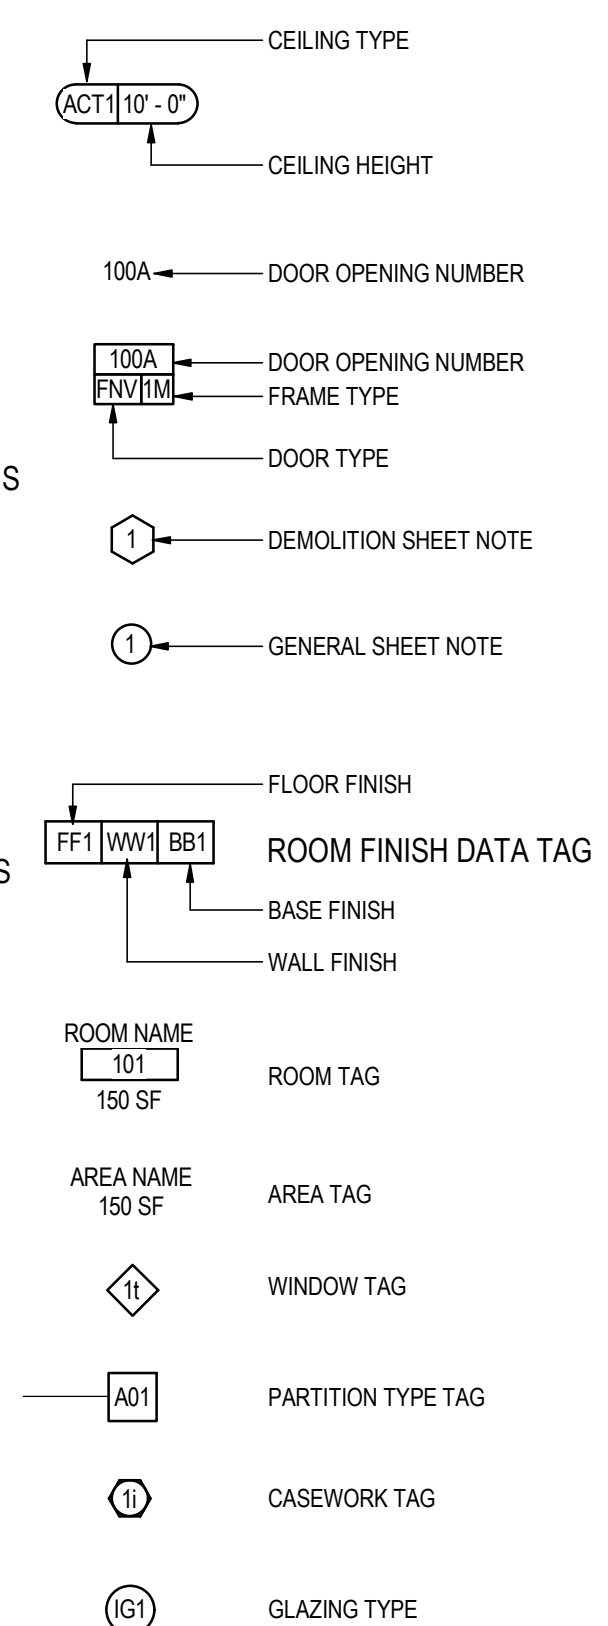 CEILING TYPE
ACT1 10' - 0"
CEILING HEIGHT
100A DOOR OPENING NUMBER
100A DOOR OPENING NUMBER
FNV 1M FRAME TYPE
DOOR TYPE
S
1 DEMOLITION SHEET NOTE
1 GENERAL SHEET NOTE
FLOOR FINISH
FF1 WW1 BB1 ROOM FINISH DATA TAG
S
BASE FINISH
WALL FINISH
ROOM NAME
101
ROOM TAG
150 SF
AREA NAME
AREA TAG
150 SF
1t WINDOW TAG
A01 PARTITION TYPE TAG
1i CASEWORK TAG
IG1 GLAZING TYPE